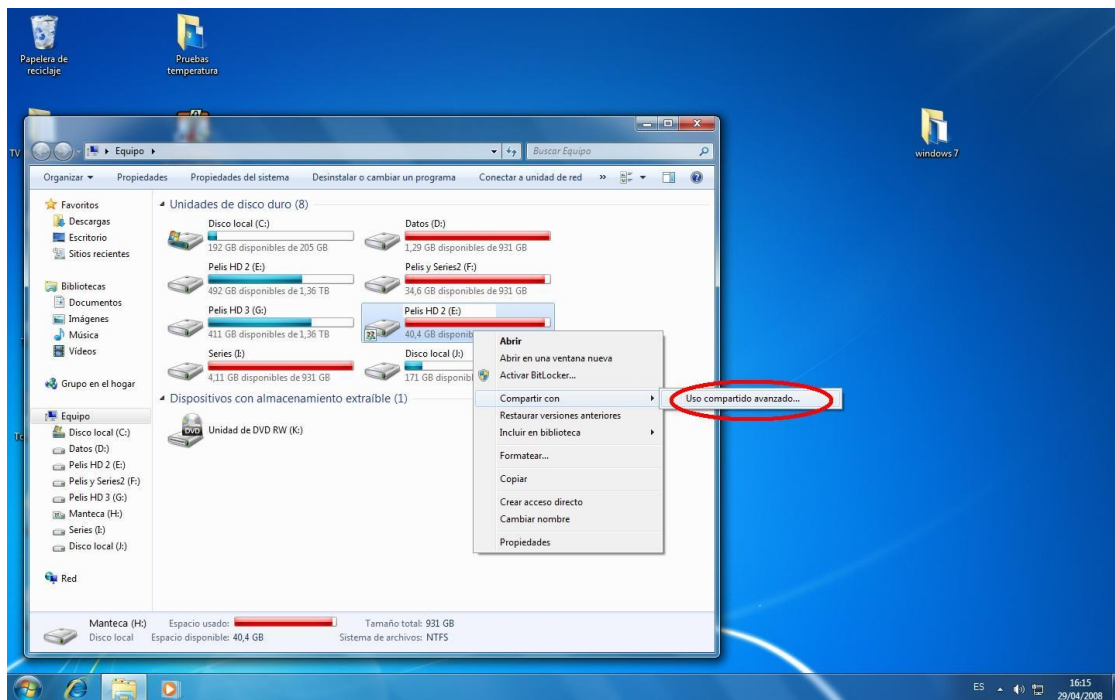 Papelera de
reciclaje
Pruebas
temperatura
windows 7
TV
Equipo
Buscar Equipo
Organizar
Propiedades
Propiedades del sistema
Desinstalar o cambiar un programa
Conectar a unidad de red
»
Favoritos
Descargas
Escritorio
Sitios recientes
Bibliotecas
Documentos
Imágenes
Música
Vídeos
Grupo en el hogar
Equipo
Disco local (C:)
Datos (D:)
Pelis HD 2 (E:)
Pelis y Series2 (F:)
Pelis HD 3 (G:)
Manteca (H:)
Series (I:)
Disco local (J:)
Red
Unidades de disco duro (8)
Disco local (C:)
192 GB disponibles de 205 GB
Datos (D:)
1,29 GB disponibles de 931 GB
Pelis HD 2 (E:)
492 GB disponibles de 1,36 TB
Pelis y Series2 (F:)
34,6 GB disponibles de 931 GB
Pelis HD 3 (G:)
411 GB disponibles de 1,36 TB
Pelis HD 2 (E:)
40,4 GB disponib
Series (I:)
4,11 GB disponibles de 931 GB
Disco local (J:)
171 GB disponibl
Dispositivos con almacenamiento extraíble (1)
DVD
Unidad de DVD RW (K:)
Abrir
Abrir en una ventana nueva
Activar BitLocker...
Compartir con
Restaurar versiones anteriores
Incluir en biblioteca
Formatear...
Copiar
Crear acceso directo
Cambiar nombre
Propiedades
Uso compartido avanzado...
Manteca (H:) Espacio usado: Tamaño total: 931 GB
Disco local Espacio disponible: 40,4 GB Sistema de archivos: NTFS
ES
16:15
29/04/2008